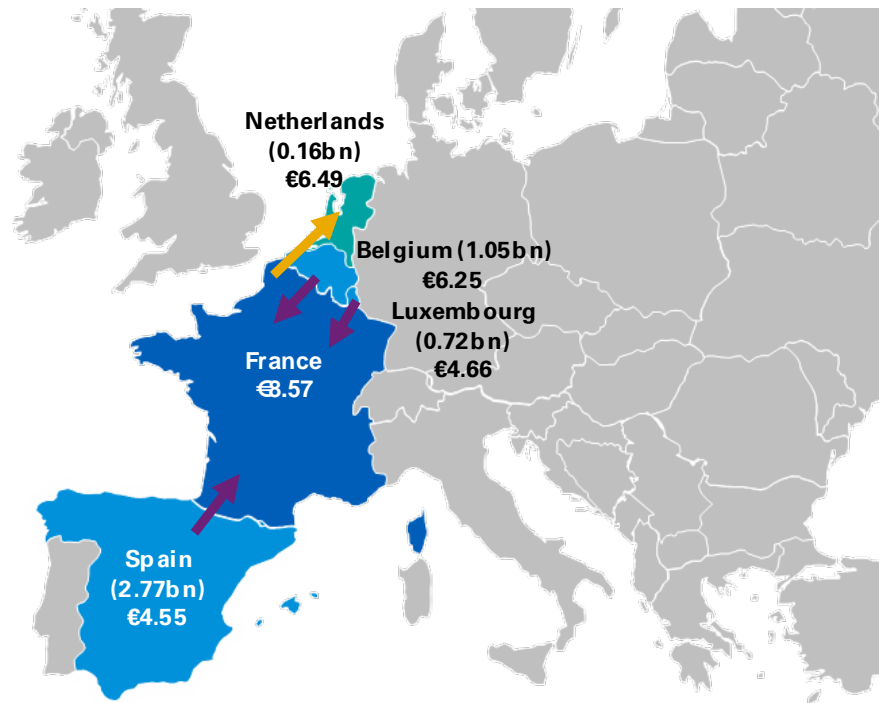 Netherlands
(0.16bn)
€6.49
Belgium (1.05bn)
€6.25
Luxembourg
(0.72bn)
€4.66
France
€8.57
Spain
(2.77bn)
€4.55